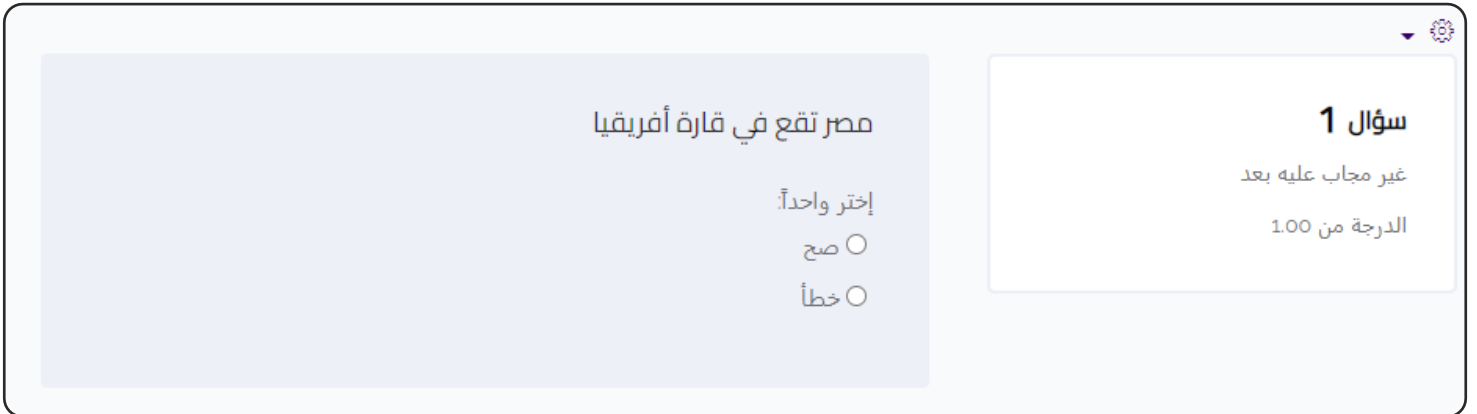 سؤال 1
غير مجاب عليه بعد
الدرجة من 1.00
مصر تقع في قارة أفريقيا
إختر واحداً:
صح
خطأ